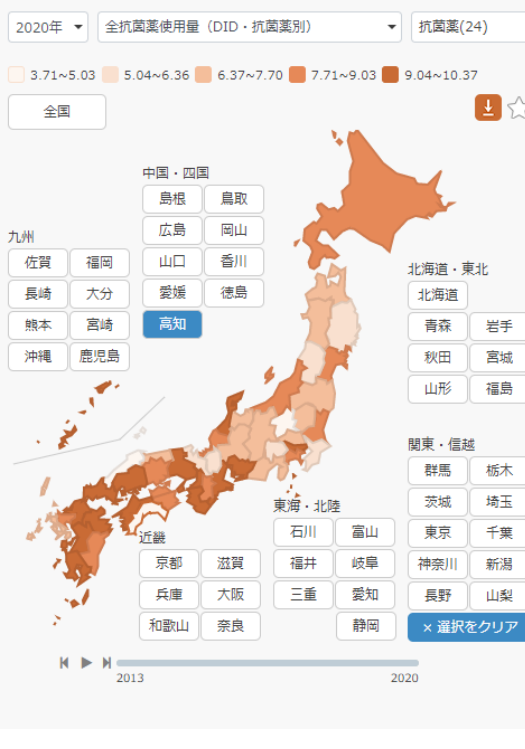 2020年 全抗菌薬使用量（DID・抗菌薬別） 抗菌薬(24)
3.71~5.03 5.04~6.36 6.37~7.70 7.71~9.03 9.04~10.37
全国
中国・四国
島根 鳥取
広島 岡山
山口 香川
愛媛 徳島
高知
九州
佐賀 福岡
長崎 大分
熊本 宮崎
沖縄 鹿児島
北海道・東北
北海道
青森 岩手
秋田 宮城
山形 福島
関東・信越
群馬 栃木
茨城 埼玉
東京 千葉
神奈川 新潟
長野 山梨
× 選択をクリア
東海・北陸
石川 富山
福井 岐阜
三重 愛知
静岡
近畿
京都 滋賀
兵庫 大阪
和歌山 奈良
2013 2020